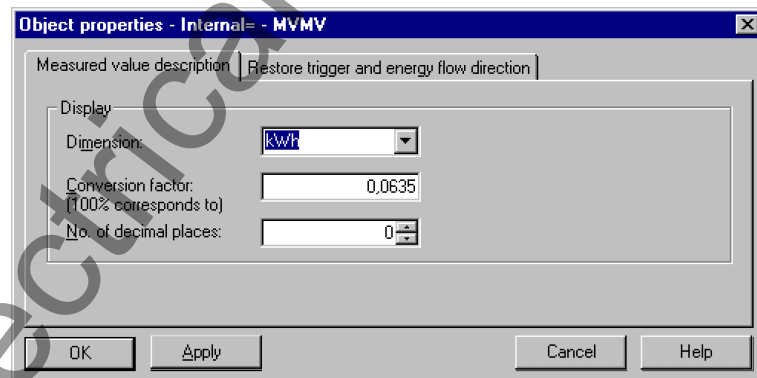 Object properties - Internal= - MVMV
Measured value description
Restore trigger and energy flow direction
Display
Dimension:
kWh
Conversion factor:
0,0635
(100% corresponds to)
No. of decimal places:
0
OK
Apply
Cancel
Help